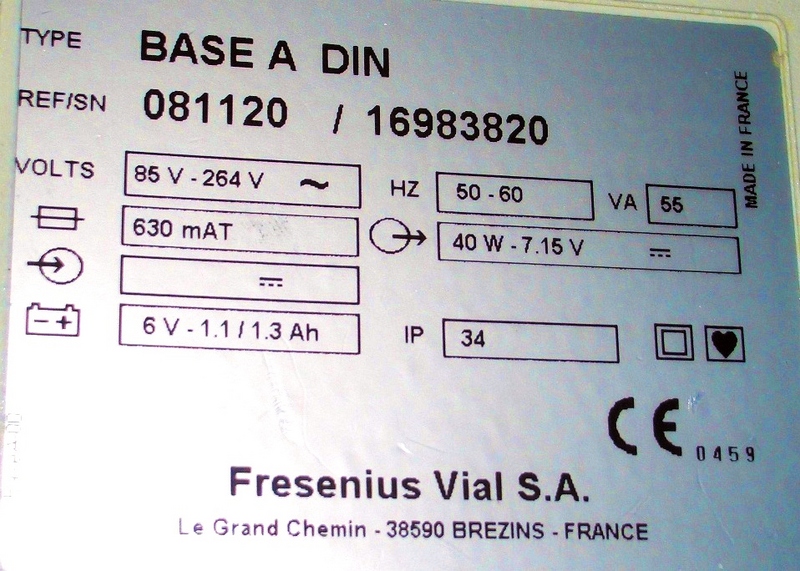 TYPE BASE A DIN
REF/SN 081120 / 16983820
MADE IN FRANCE
VOLTS 85 V - 264 V ~ HZ 50 - 60 VA 55
630 mAT 40 W - 7.15 V
6 V - 1.1 / 1.3 Ah IP 34
CE 0459
Fresenius Vial S.A.
Le Grand Chemin - 38590 BREZINS - FRANCE